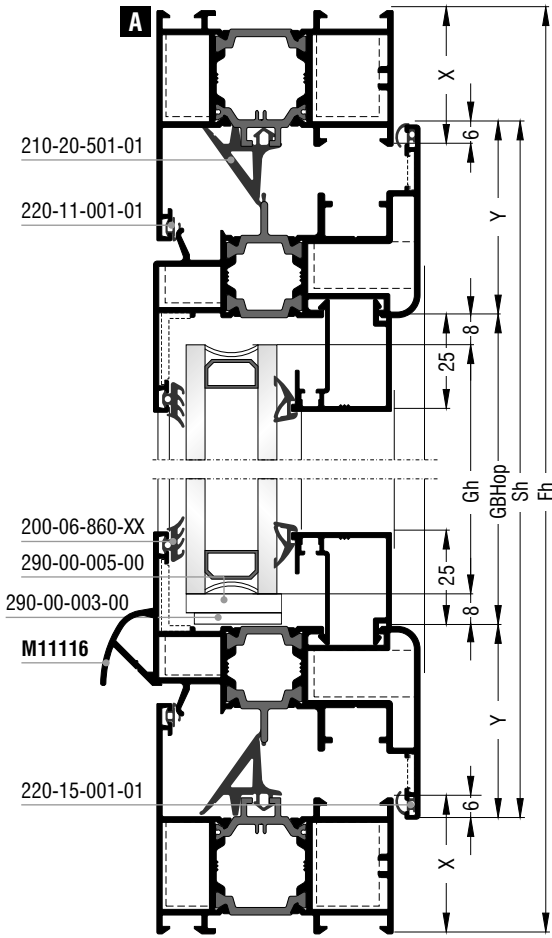 A
210-20-501-01
220-11-001-01
200-06-860-XX
290-00-005-00
290-00-003-00
M11116
220-15-001-01
X
6
Y
8
25
Gh
GBHop
Sh
Fh
25
8
Y
6
X